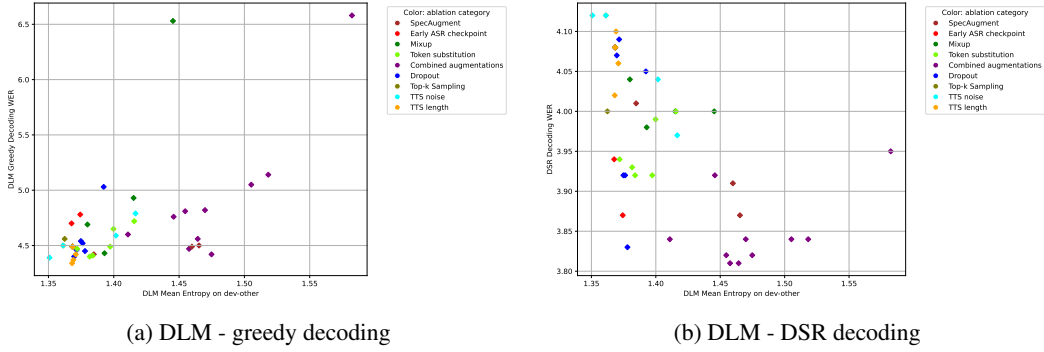 Color: ablation category
SpecAugment
Early ASR checkpoint
Mixup
Token substitution
Combined augmentations
Dropout
Top-k Sampling
TTS noise
TTS length
DLM Greedy Decoding WER
6.5
6.0
5.5
5.0
4.5
1.35
1.40
1.45
1.50
1.55
DLM Mean Entropy on dev-other
(a) DLM - greedy decoding
Color: ablation category
SpecAugment
Early ASR checkpoint
Mixup
Token substitution
Combined augmentations
Dropout
Top-k Sampling
TTS noise
TTS length
DSR Decoding WER
4.10
4.05
4.00
3.95
3.90
3.85
3.80
1.35
1.40
1.45
1.50
1.55
DLM Mean Entropy on dev-other
(b) DLM - DSR decoding